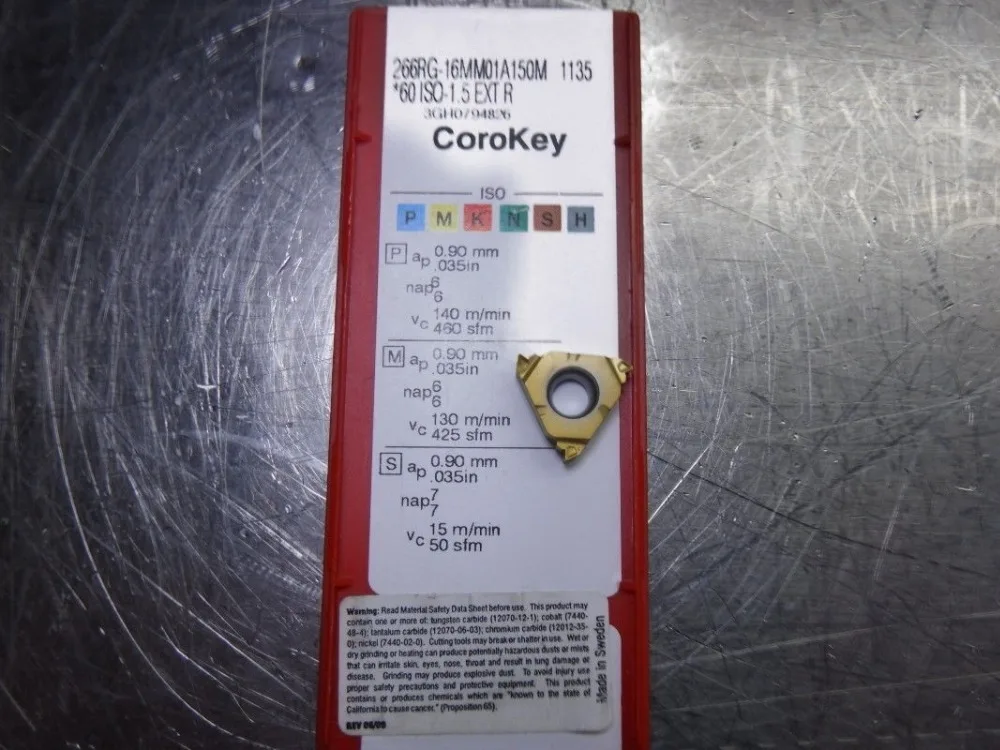 266RG-16MM01A150M 1135
*60 ISO-1.5 EXT R
3GH0794826
CoroKey
ISO
P M K N S H
P ap 0.90 mm
.035in
nap 6
6
vc 140 m/min
460 sfm
M ap 0.90 mm
.035in
nap 6
6
vc 130 m/min
425 sfm
S ap 0.90 mm
.035in
nap 7
7
vc 15 m/min
50 sfm
Warning: Read Material Safety Data Sheet before use. This product may
contain one or more of: tungsten carbide (12070-12-1); cobalt (7440-
48-4); tantalum carbide (12070-06-03); chromium carbide (12012-35-
0); nickel (7440-02-0). Cutting tools may break or shatter in use. Wet or
dry grinding or heating can produce potentially hazardous dusts or mists
that can irritate skin, eyes, nose, throat and result in lung damage or
disease. Grinding may produce explosive dust. To avoid injury use
proper safety precautions and protective equipment. This product
contains or produces chemicals which are "known to the state of
California to cause cancer." (Proposition 65).
REV 06/09
Made in Sweden